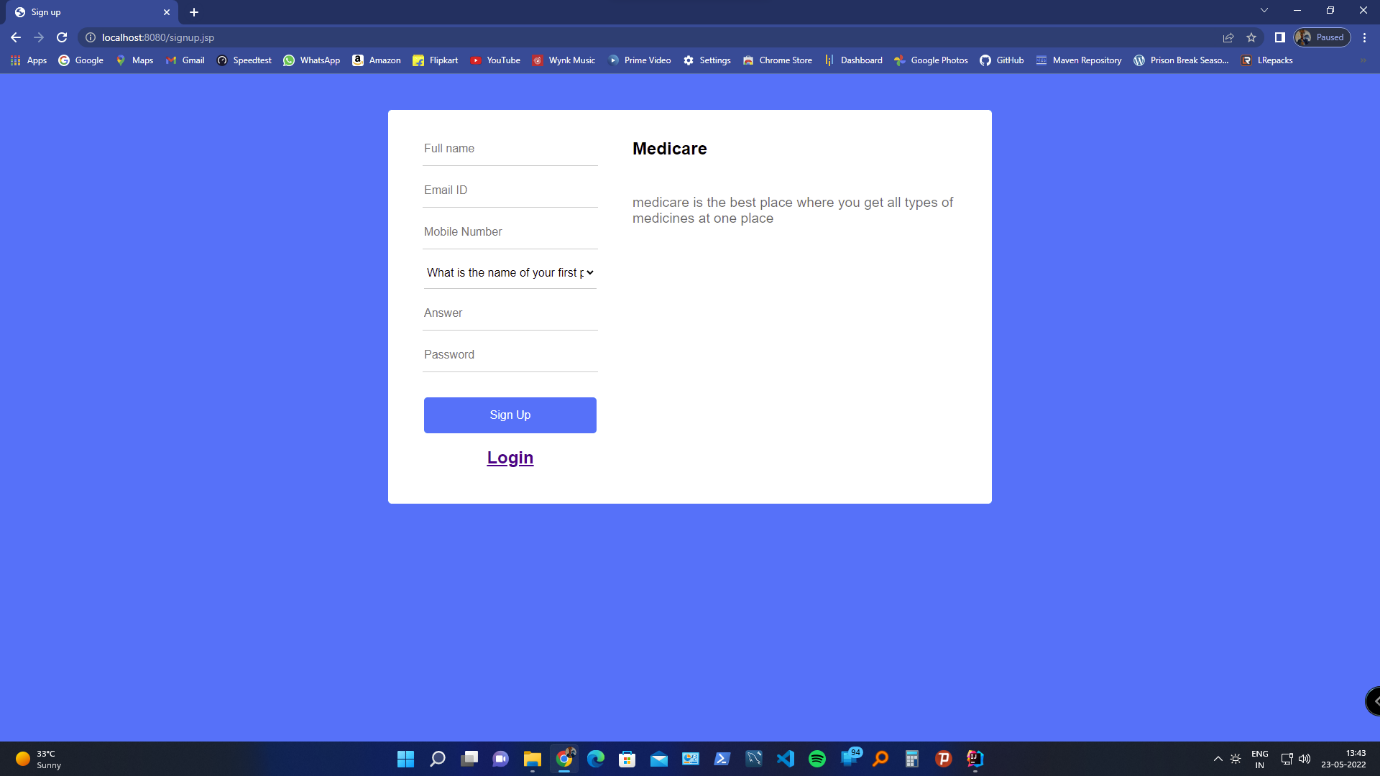 Sign up
localhost:8080/signup.jsp
Paused
Apps
Google
Maps
Gmail
Speedtest
WhatsApp
Amazon
Flipkart
YouTube
Wynk Music
Prime Video
Settings
Chrome Store
Dashboard
Google Photos
GitHub
Maven Repository
Prison Break Seaso...
LRepacks
Full name
Email ID
Mobile Number
What is the name of your first p
Answer
Password
Sign Up
Login
Medicare
medicare is the best place where you get all types of
medicines at one place
33°C
Sunny
94
ENG
IN
13:43
23-05-2022